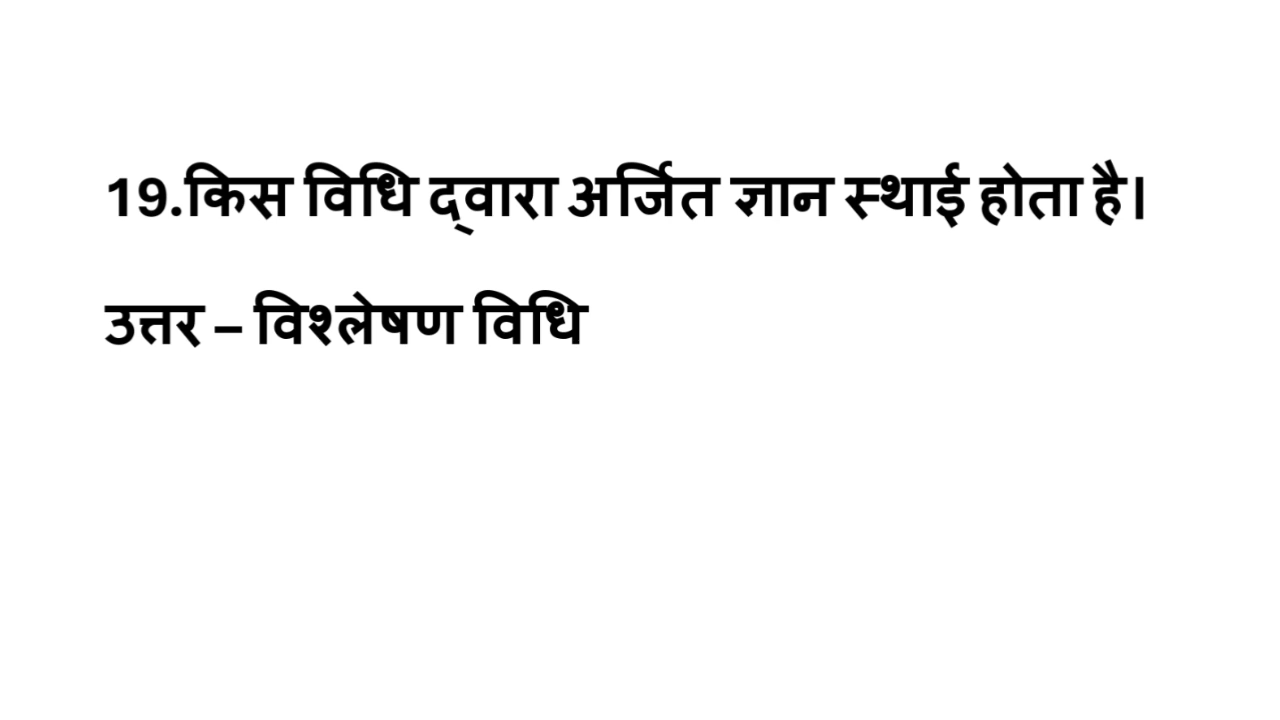 19.किस विधि द्वारा अर्जित ज्ञान स्थाई होता है।
उत्तर – विश्लेषण विधि